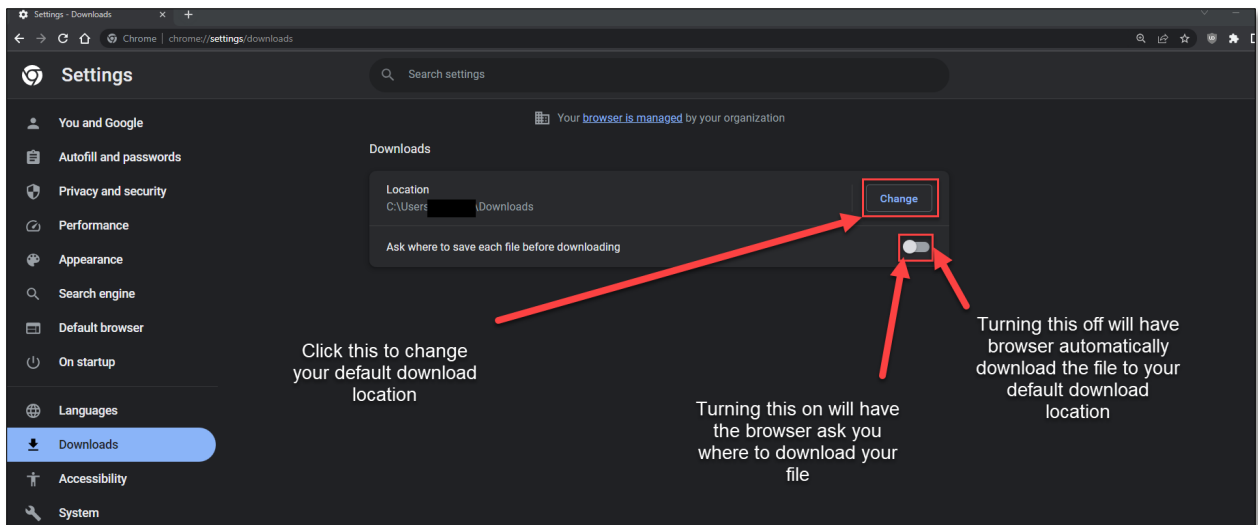 Settings - Downloads
Chrome | chrome://settings/downloads
Settings
Search settings
You and Google
Autofill and passwords
Privacy and security
Performance
Appearance
Search engine
Default browser
On startup
Languages
Downloads
Accessibility
System
Your browser is managed by your organization
Downloads
Location
C:\Users \Downloads
Change
Ask where to save each file before downloading
Click this to change
your default download
location
Turning this on will have
the browser ask you
where to download your
file
Turning this off will have
browser automatically
download the file to your
default download
location